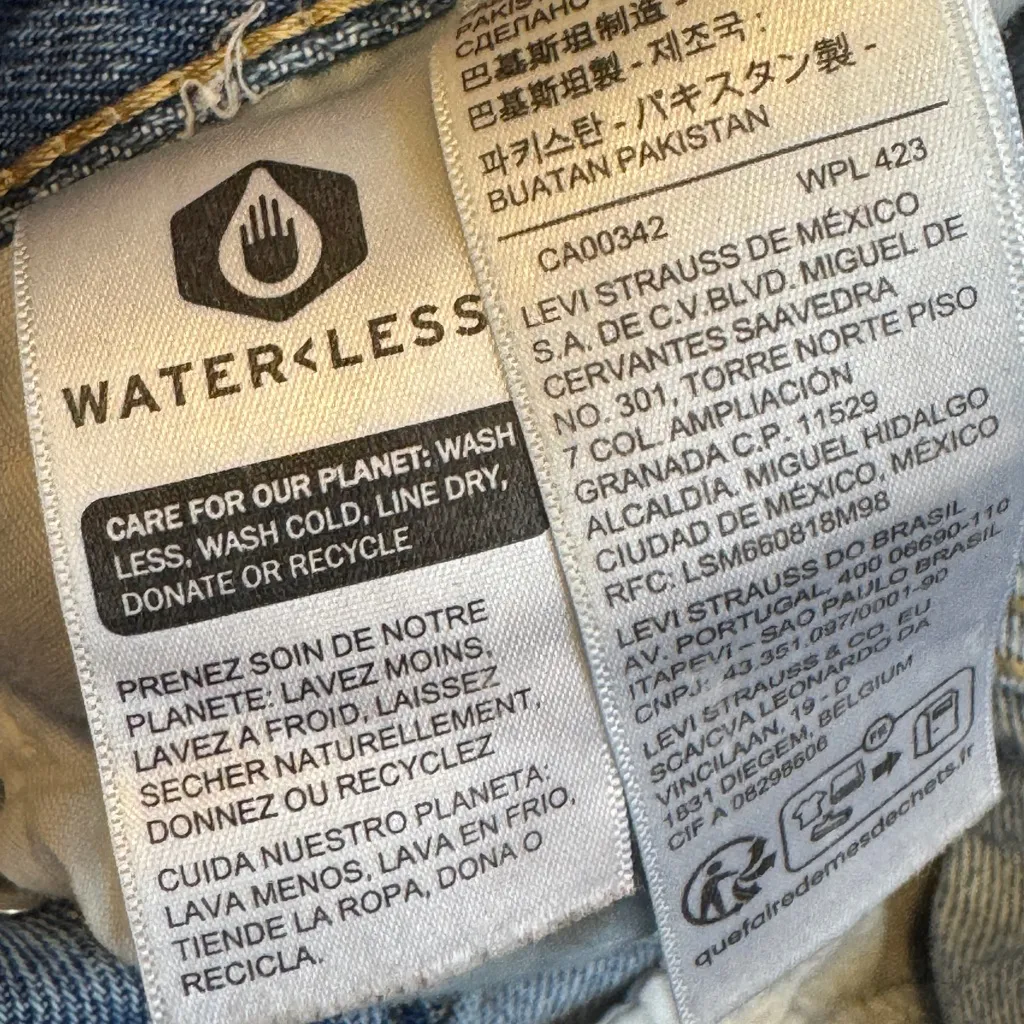 WATER<LESS
CARE FOR OUR PLANET: WASH
LESS, WASH COLD, LINE DRY,
DONATE OR RECYCLE
PRENEZ SOIN DE NOTRE
PLANETE: LAVEZ MOINS,
LAVEZ A FROID, LAISSEZ
SECHER NATURELLEMENT,
DONNEZ OU RECYCLEZ
CUIDA NUESTRO PLANETA:
LAVA MENOS, LAVA EN FRIO,
TIENDE LA ROPA, DONA O
RECICLA.
СДЕЛАНО
巴基斯坦制造 -
巴基斯坦製 - 제조국 :
파키스탄 - パキスタン製 -
BUATAN PAKISTAN
CA00342 WPL 423
LEVI STRAUSS DE MÉXICO
S.A. DE C.V.BLVD. MIGUEL DE
CERVANTES SAAVEDRA
NO. 301, TORRE NORTE PISO
7 COL. AMPLIACIÓN
GRANADA C.P. 11529
ALCALDÍA. MIGUEL HIDALGO
CIUDAD DE MÉXICO, MÉXICO
RFC: LSM660818M98
LEVI STRAUSS DO BRASIL
AV. PORTUGAL, 400 06690-110
ITAPEVI – SAO PAULO BRASIL
CNPJ: 43.351.097/0001-90
LEVI STRAUSS & CO. EU
SCA/CVA LEONARDO DA
VINCILAAN, 19 - D
1831 DIEGEM, BELGIUM
CIF A 08298606
FR
quefairedemesdechets.fr